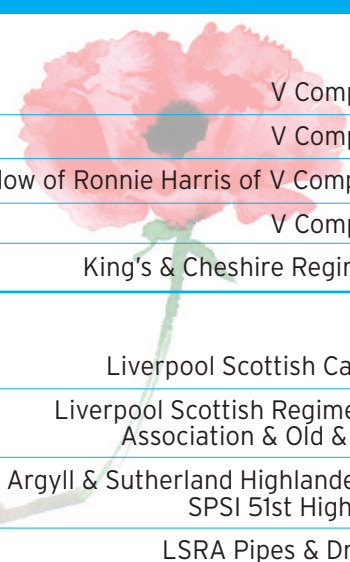 V Comp
V Comp
low of Ronnie Harris of V Comp
V Comp
King's & Cheshire Regim
Liverpool Scottish Ca
Liverpool Scottish Regime
Association & Old &
Argyll & Sutherland Highlande
SPSI 51st High
LSRA Pipes & Dr